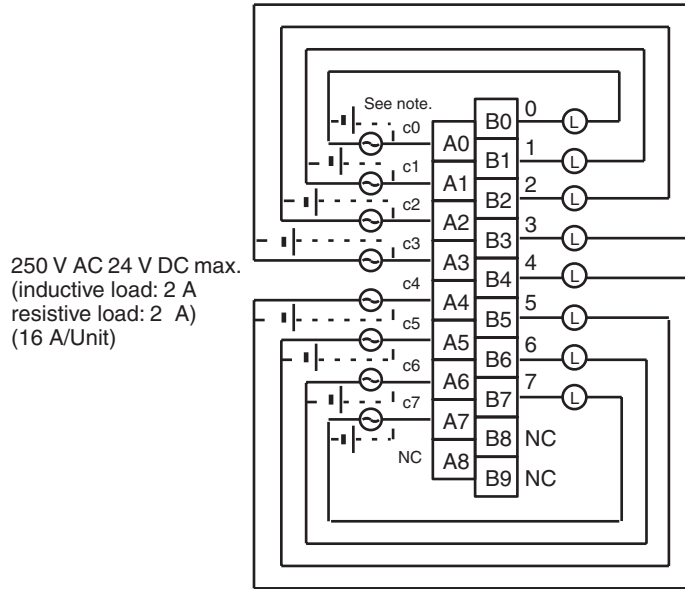 See note.
c0
c1
c2
c3
c4
c5
c6
c7
NC
A0
A1
A2
A3
A4
A5
A6
A7
A8
B0
B1
B2
B3
B4
B5
B6
B7
B8
B9
0
1
2
3
4
5
6
7
NC
NC
L
L
L
L
L
L
L
L
250 V AC 24 V DC max.
(inductive load: 2 A
resistive load: 2 A)
(16 A/Unit)